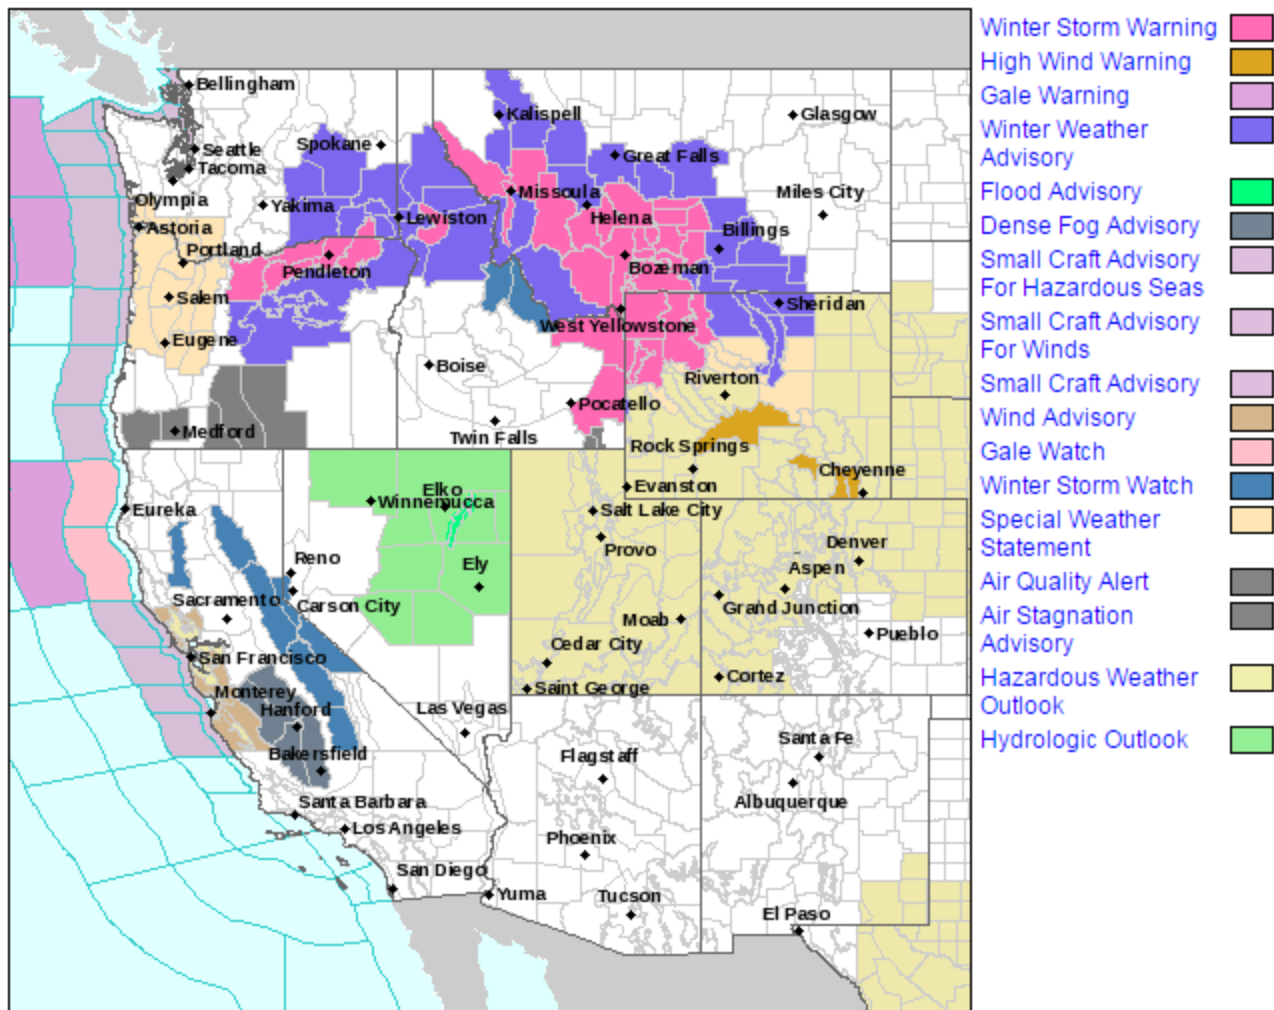 Winter Storm Warning
High Wind Warning
Gale Warning
Winter Weather
Advisory
Flood Advisory
Dense Fog Advisory
Small Craft Advisory
For Hazardous Seas
Small Craft Advisory
For Winds
Small Craft Advisory
Wind Advisory
Gale Watch
Winter Storm Watch
Special Weather
Statement
Air Quality Alert
Air Stagnation
Advisory
Hazardous Weather
Outlook
Hydrologic Outlook
Bellingham
Kalispell
Glasgow
Spokane
Seattle
Great Falls
Tacoma
Missoula
Miles City
Olympia
Yakima
Lewiston
Helena
Astoria
Billings
Portland
Pendleton
Bozeman
Salem
Sheridan
West Yellowstone
Eugene
Boise
Riverton
Pocatello
Medford
Twin Falls
Rock Springs
Cheyenne
Evanston
Elko
Winnemucca
Eureka
Salt Lake City
Denver
Provo
Reno
Ely
Aspen
Sacramento
Carson City
Grand Junction
Moab
Pueblo
Cedar City
San Francisco
Cortez
Saint George
Monterey
Hanford
Las Vegas
Santa Fe
Bakersfield
Flagstaff
Santa Barbara
Albuquerque
Los Angeles
Phoenix
San Diego
Yuma
Tucson
El Paso